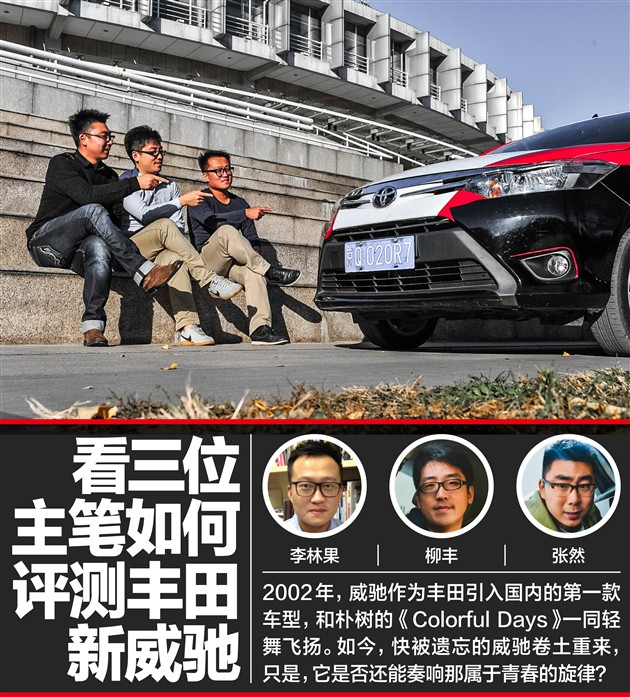 京Q 020R7
看三位
主笔如何
评测丰田
新威驰
李林果
柳丰
张然
2002年，威驰作为丰田引入国内的第一款
车型，和朴树的《Colorful Days》一同轻
舞飞扬。如今，快被遗忘的威驰卷土重来，
只是，它是否还能奏响那属于青春的旋律？